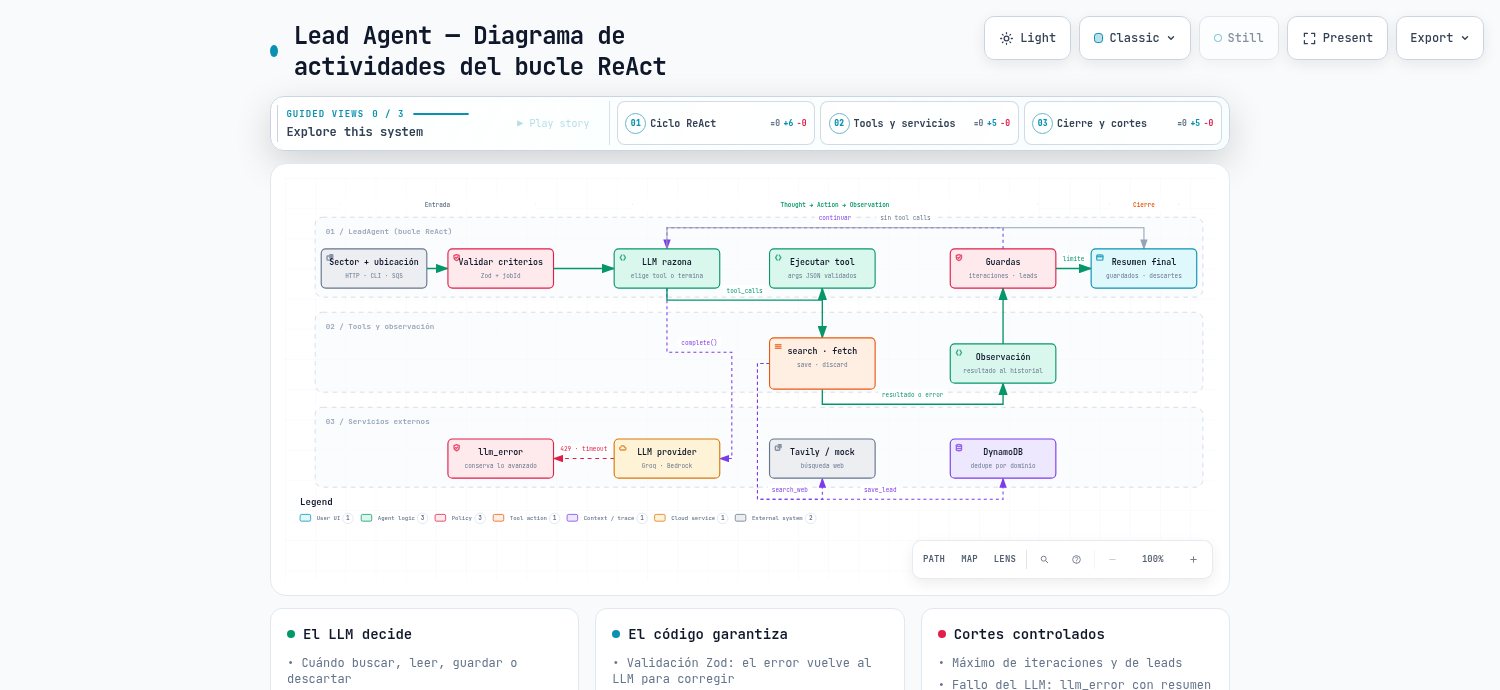 Lead Agent — Diagrama de
actividades del bucle ReAct
Light
Classic
Still
Present
Export
GUIDED VIEWS 0 / 3
Explore this system
▶ Play story
01 Ciclo ReAct =0 +6 -0
02 Tools y servicios =0 +5 -0
03 Cierre y cortes =0 +5 -0
Entrada
Thought → Action → Observation
Cierre
continuar
sin tool calls
01 / LeadAgent (bucle ReAct)
Sector + ubicación
HTTP · CLI · SQS
Validar criterios
Zod + jobId
LLM razona
elige tool o termina
Ejecutar tool
args JSON validados
Guardas
iteraciones · leads
límite
Resumen final
guardados · descartes
tool_calls
02 / Tools y observación
complete()
search · fetch
save · discard
Observación
resultado al historial
resultado o error
03 / Servicios externos
llm_error
conserva lo avanzado
429 · timeout
LLM provider
Groq · Bedrock
Tavily / mock
búsqueda web
DynamoDB
dedupe por dominio
search_web
save_lead
Legend
User UI 1
Agent logic 3
Policy 3
Tool action 1
Context / trace 1
Cloud service 1
External system 2
PATH MAP LENS − 100% +
El LLM decide
• Cuándo buscar, leer, guardar o
descartar
El código garantiza
• Validación Zod: el error vuelve al
LLM para corregir
Cortes controlados
• Máximo de iteraciones y de leads
• Fallo del LLM: llm_error con resumen